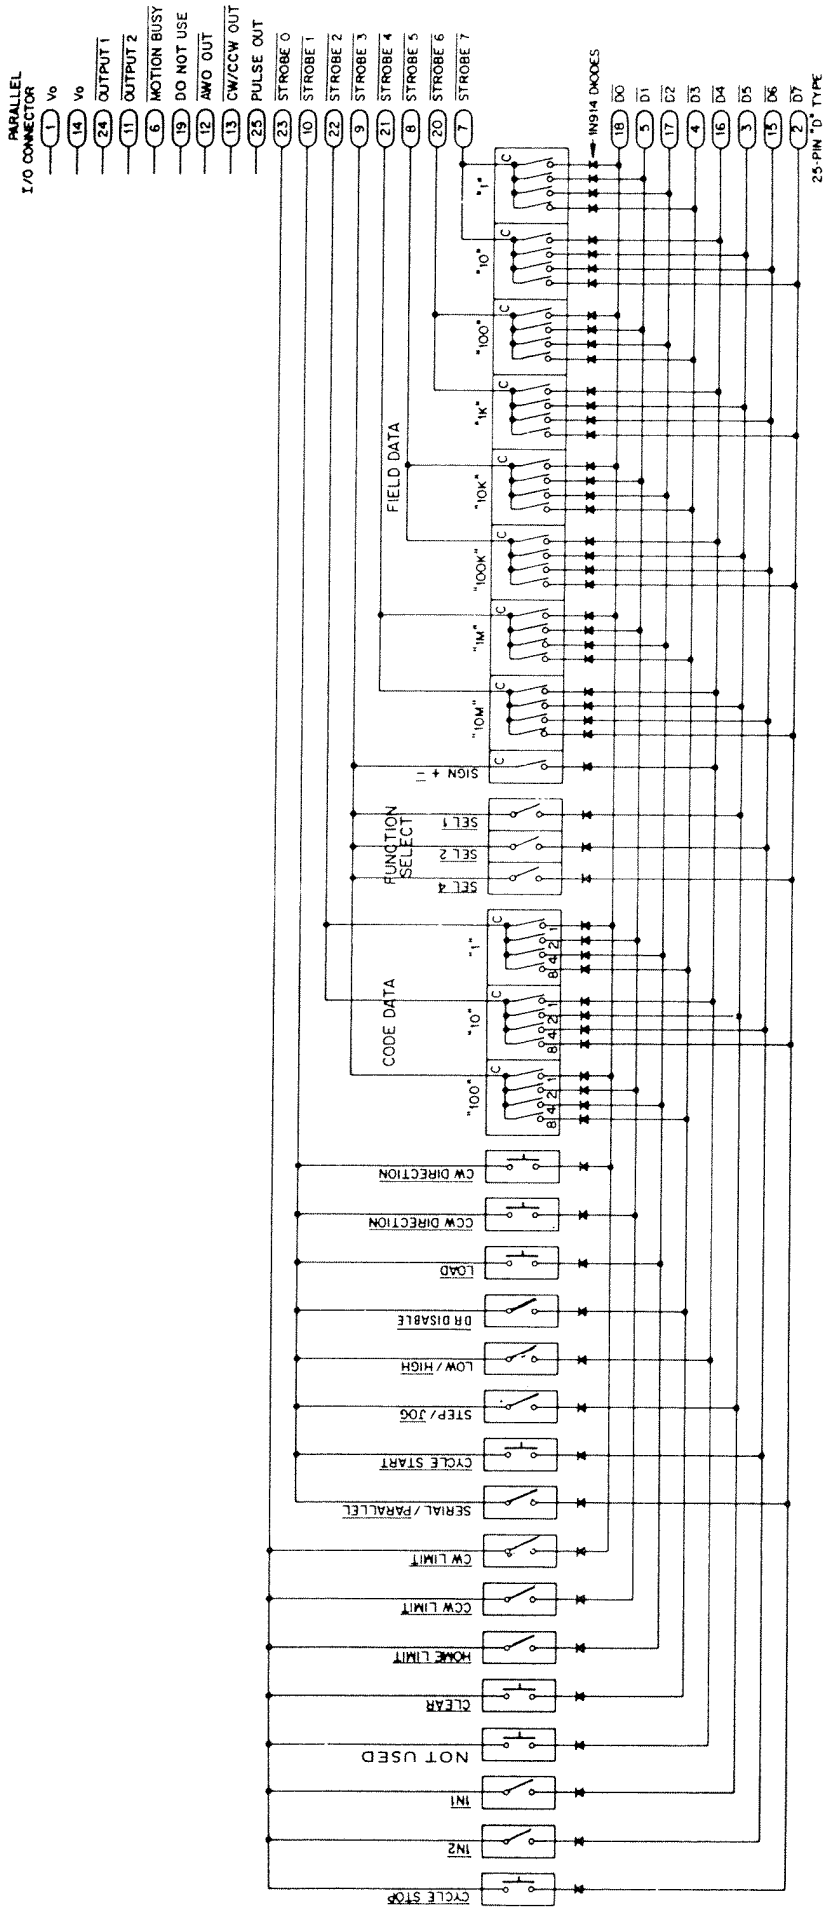 PARALLEL
I/O CONNECTOR
1 Vo
14 Vo
24 OUTPUT 1
11 OUTPUT 2
6 MOTION BUSY
19 DO NOT USE
12 AWO OUT
13 CW/CCW OUT
25 PULSE OUT
23 STROBE 0
10 STROBE 1
22 STROBE 2
9 STROBE 3
21 STROBE 4
8 STROBE 5
20 STROBE 6
7 STROBE 7
1N914 DIODES
18 D0
5 D1
17 D2
4 D3
16 D4
3 D5
15 D6
2 D7
25-PIN "D" TYPE
FIELD DATA
"1" C
"10" C
"100" C
"1K" C
"10K" C
"100K" C
"1M" C
"10M" C
SIGN + - C
FUNCTION
SELECT
SEL 1
SEL 2
SEL 4
CODE DATA
"1" C 8 4 2 1
"10" C 8 4 2 1
"100" C 8 4 2 1
CW DIRECTION
CCW DIRECTION
LOAD
DR DISABLE
LOW/HIGH
STEP/JOG
CYCLE START
SERIAL/PARALLEL
CW LIMIT
CCW LIMIT
HOME LIMIT
CLEAR
NOT USED
IN1
IN2
CYCLE STOP